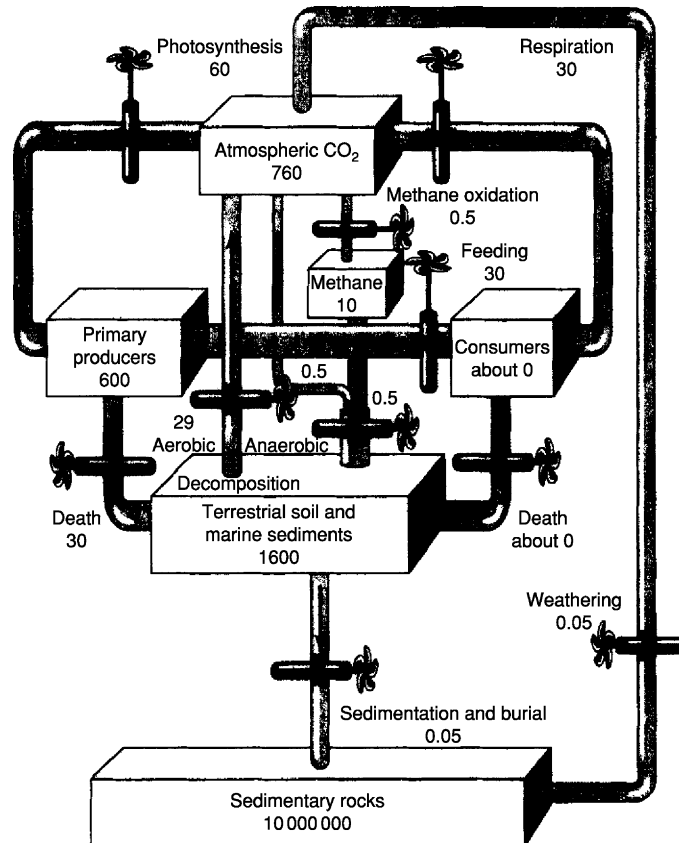 Photosynthesis
60
Respiration
30
Atmospheric CO₂
760
Methane oxidation
0.5
Feeding
30
Methane
10
Primary
producers
600
Consumers
about 0
0.5
0.5
29
Aerobic
Anaerobic
Decomposition
Death
30
Terrestrial soil and
marine sediments
1600
Death
about 0
Weathering
0.05
Sedimentation and burial
0.05
Sedimentary rocks
10 000 000